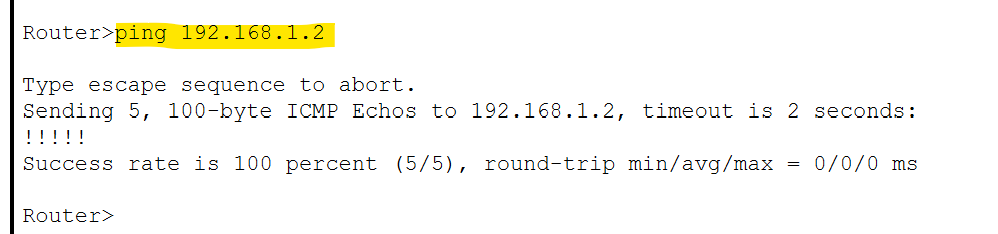 Router>ping 192.168.1.2
Type escape sequence to abort.
Sending 5, 100-byte ICMP Echos to 192.168.1.2, timeout is 2 seconds:
!!!!!
Success rate is 100 percent (5/5), round-trip min/avg/max = 0/0/0 ms
Router>